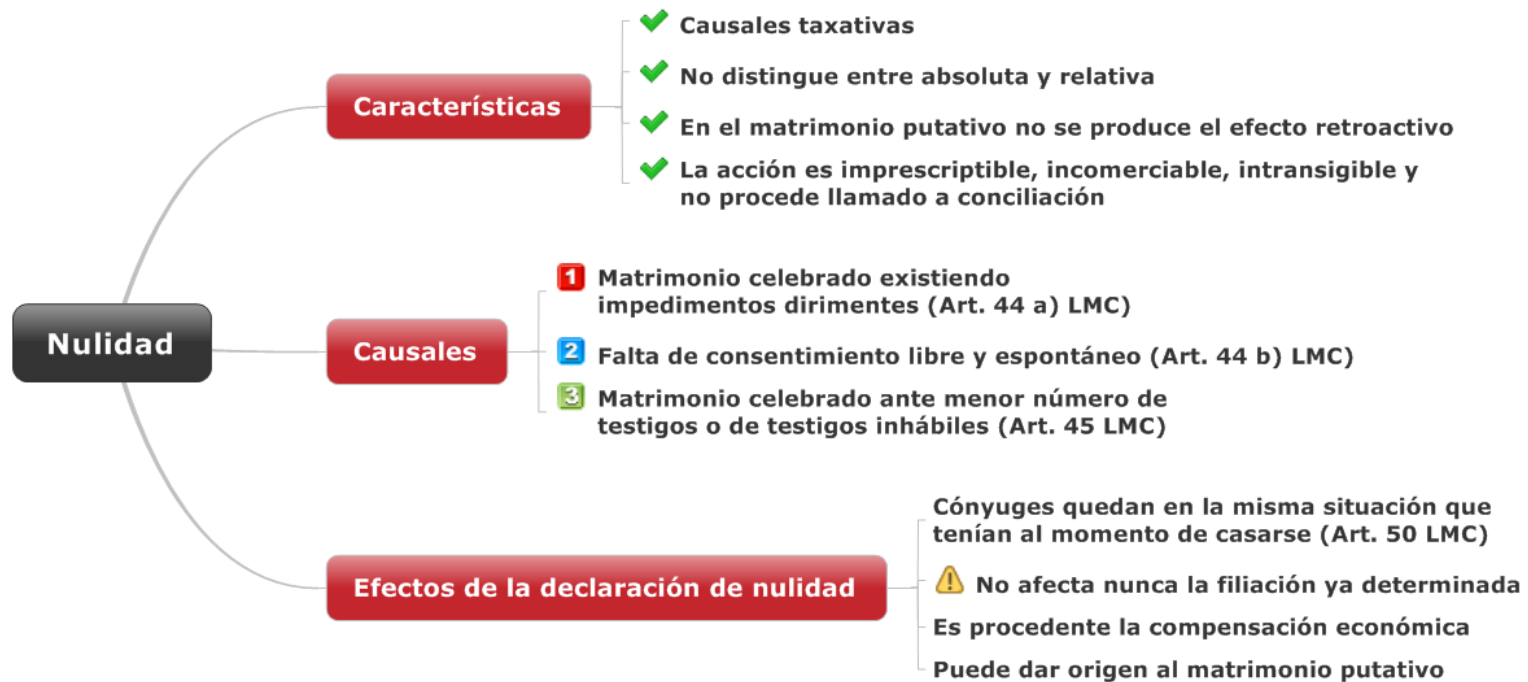 Nulidad
Características
Causales taxativas
No distingue entre absoluta y relativa
En el matrimonio putativo no se produce el efecto retroactivo
La acción es imprescriptible, incomerciable, intransigible y
no procede llamado a conciliación
Causales
1 Matrimonio celebrado existiendo
impedimentos dirimentes (Art. 44 a) LMC)
2 Falta de consentimiento libre y espontáneo (Art. 44 b) LMC)
3 Matrimonio celebrado ante menor número de
testigos o de testigos inhábiles (Art. 45 LMC)
Efectos de la declaración de nulidad
Cónyuges quedan en la misma situación que
tenían al momento de casarse (Art. 50 LMC)
No afecta nunca la filiación ya determinada
Es procedente la compensación económica
Puede dar origen al matrimonio putativo